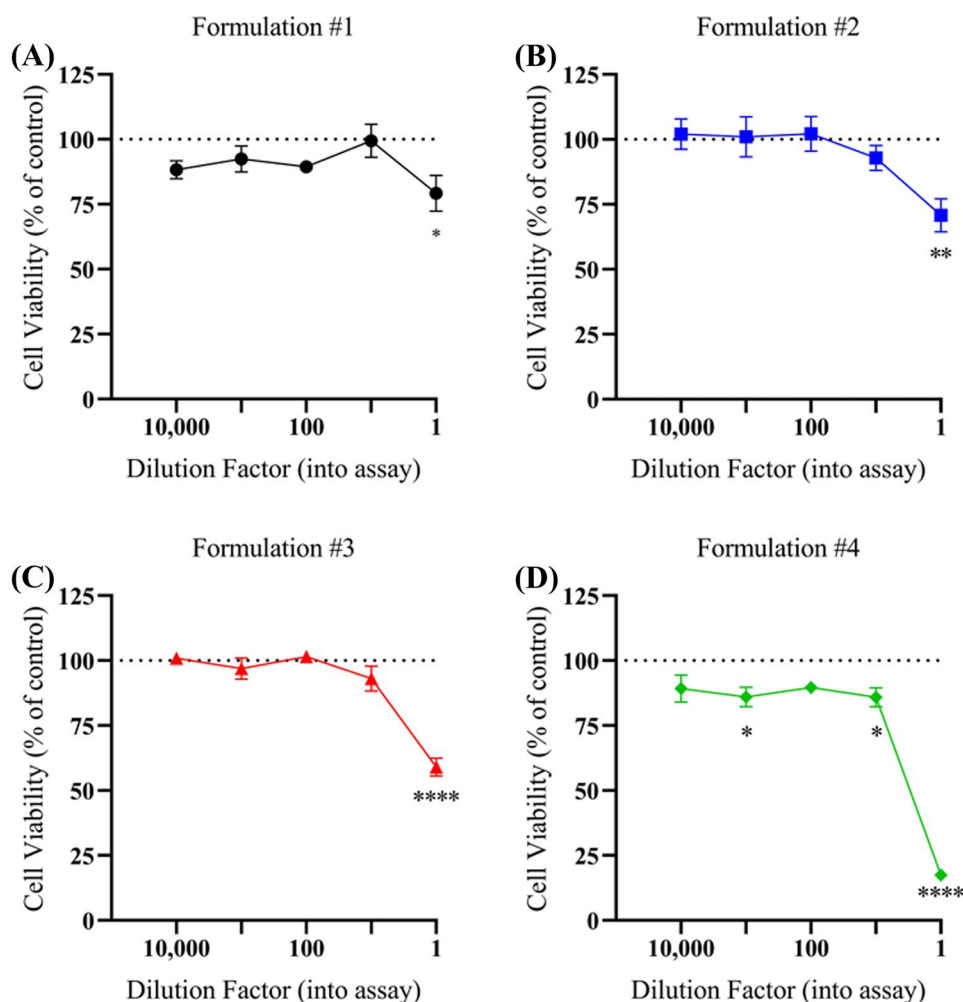 Formulation #1
(A)
Cell Viability (% of control)
125
100
75
50
25
0
*
10,000
100
1
Dilution Factor (into assay)
Formulation #2
(B)
Cell Viability (% of control)
125
100
75
50
25
0
**
10,000
100
1
Dilution Factor (into assay)
Formulation #3
(C)
Cell Viability (% of control)
125
100
75
50
25
0
****
10,000
100
1
Dilution Factor (into assay)
Formulation #4
(D)
Cell Viability (% of control)
125
100
75
50
25
0
*
*
****
10,000
100
1
Dilution Factor (into assay)